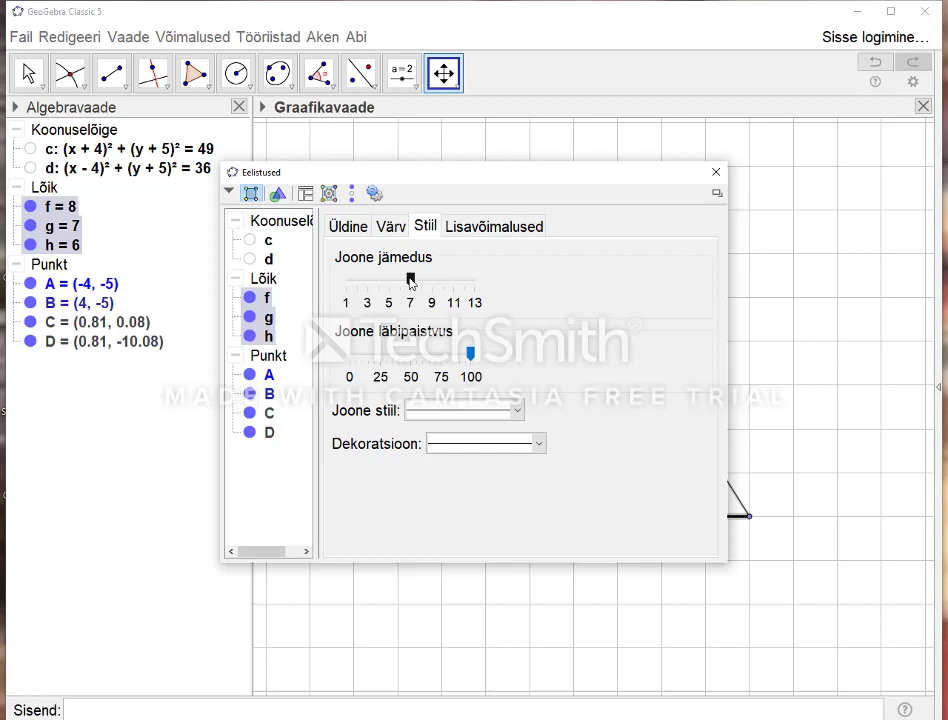 GeoGebra Classic 5
Fail Redigeeri Vaade Võimalused Tööriistad Aken Abi
Sisse logimine...
a = 2
Algebravaade
Graafikavaade
Koonuselõige
c: (x + 4)² + (y + 5)² = 49
d: (x - 4)² + (y + 5)² = 36
Lõik
f = 8
g = 7
h = 6
Punkt
A = (-4, -5)
B = (4, -5)
C = (0.81, 0.08)
D = (0.81, -10.08)
Eelistused
Koonuselõ
c
d
Lõik
f
g
h
Punkt
A
B
C
D
Üldine Värv Stiil Lisavõimalused
Joone jämedus
1 3 5 7 9 11 13
Joone läbipaistvus
0 25 50 75 100
Joone stiil:
Dekoratsioon:
TechSmith®
MADE WITH CAMTASIA FREE TRIAL
Sisend: